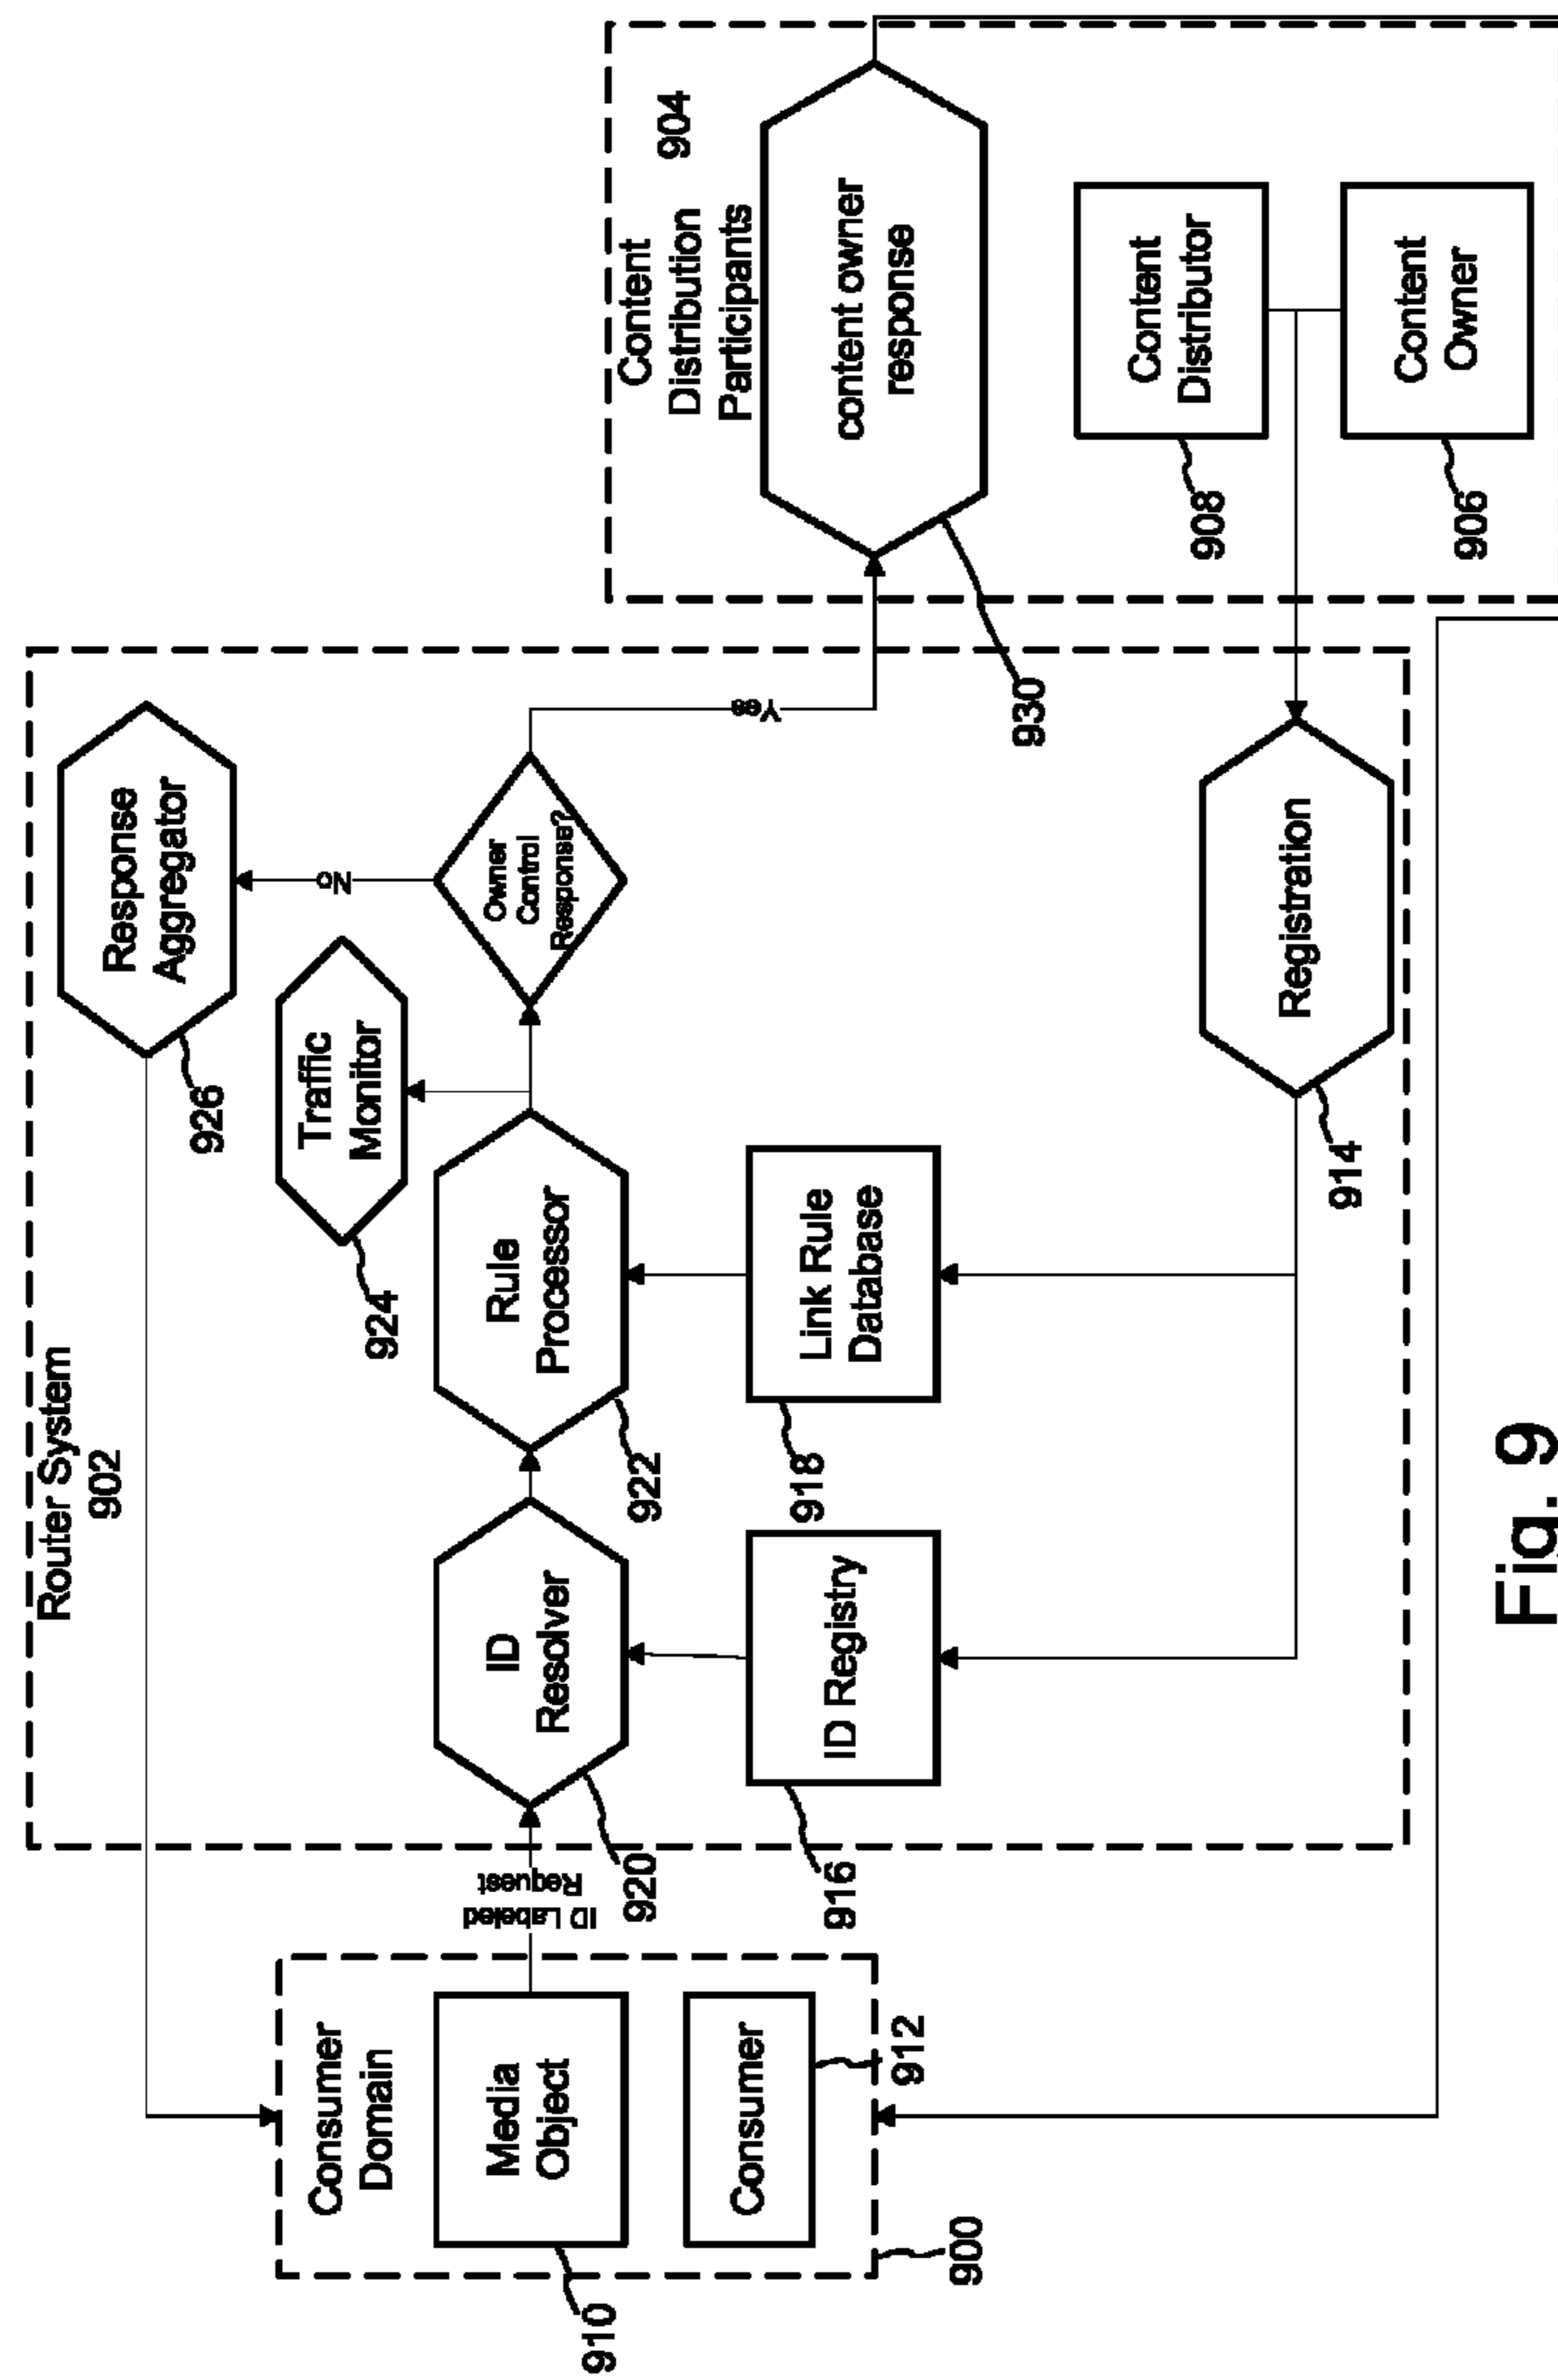 Router System
902
Response
Aggregator
926
Traffic
Monitor
924
Consumer
Domain
Media
Object
910
ID Labeled
Request
ID
Resolver
920
Rule
Processor
922
Owner
Control
Response?
No
Yes
Consumer
912
900
ID Registry
916
Link Rule
Database
918
Registration
914
Content
Distribution
Participants
904
content owner
response
930
Content
Distributor
908
Content
Owner
906
Fig. 9